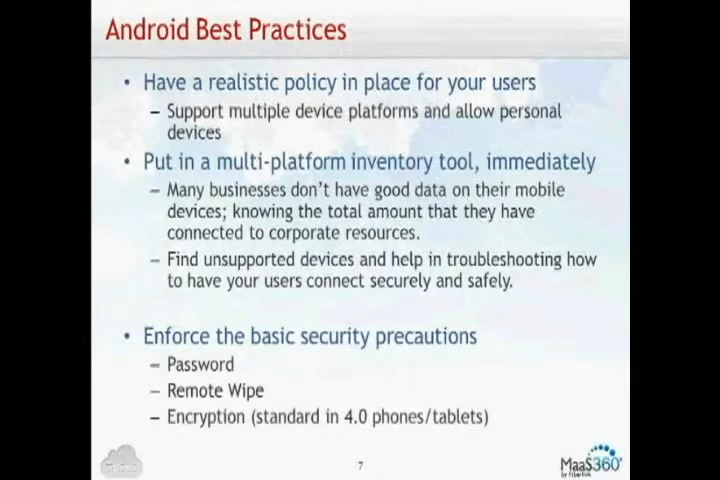 Android Best Practices
• Have a realistic policy in place for your users
– Support multiple device platforms and allow personal
devices
• Put in a multi-platform inventory tool, immediately
– Many businesses don't have good data on their mobile
devices; knowing the total amount that they have
connected to corporate resources.
– Find unsupported devices and help in troubleshooting how
to have your users connect securely and safely.
• Enforce the basic security precautions
– Password
– Remote Wipe
– Encryption (standard in 4.0 phones/tablets)
7
MaaS360
by Fiberlink